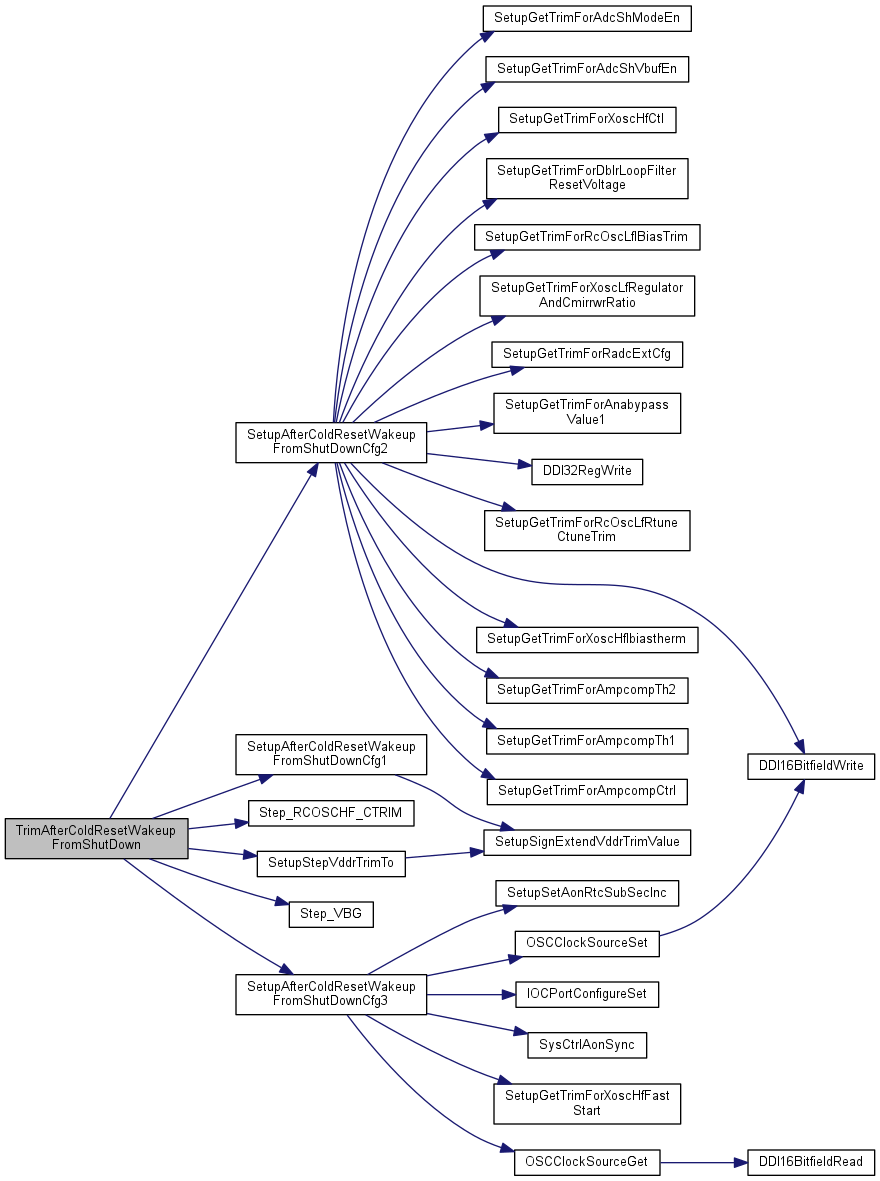 SetupGetTrimForAdcShModeEn
SetupGetTrimForAdcShVbufEn
SetupGetTrimForXoscHfCtl
SetupGetTrimForDblrLoopFilter
ResetVoltage
SetupGetTrimForRcOscLfIBiasTrim
SetupGetTrimForXoscLfRegulator
AndCmirrwrRatio
SetupGetTrimForRadcExtCfg
SetupGetTrimForAnabypass
Value1
SetupAfterColdResetWakeup
FromShutDownCfg2
DDI32RegWrite
SetupGetTrimForRcOscLfRtune
CtuneTrim
SetupGetTrimForXoscHfIbiastherm
SetupGetTrimForAmpcompTh2
SetupGetTrimForAmpcompTh1
SetupGetTrimForAmpcompCtrl
DDI16BitfieldWrite
SetupAfterColdResetWakeup
FromShutDownCfg1
Step_RCOSCHF_CTRIM
TrimAfterColdResetWakeup
FromShutDown
SetupStepVddrTrimTo
SetupSignExtendVddrTrimValue
Step_VBG
SetupSetAonRtcSubSecInc
OSCClockSourceSet
SetupAfterColdResetWakeup
FromShutDownCfg3
IOCPortConfigureSet
SysCtrlAonSync
SetupGetTrimForXoscHfFast
Start
OSCClockSourceGet
DDI16BitfieldRead